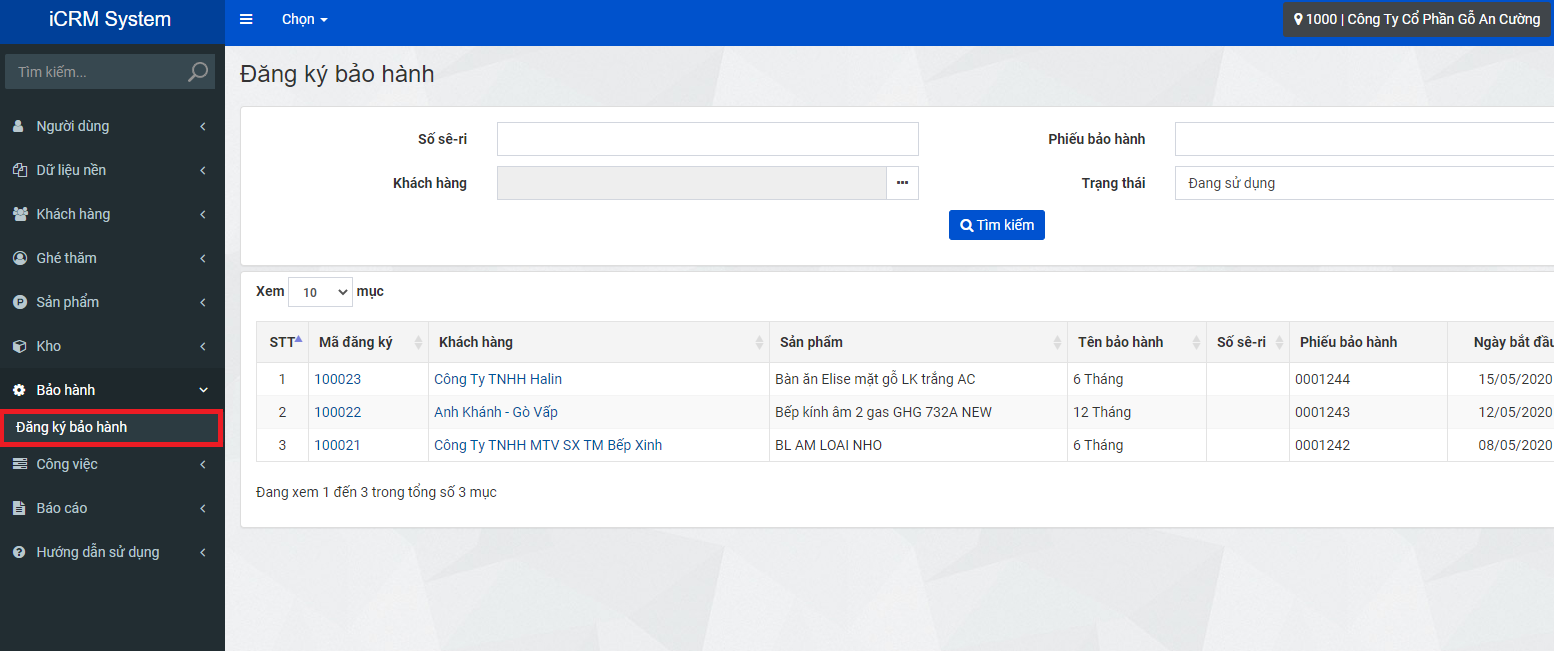 iCRM System
Chọn
1000 | Công Ty Cổ Phần Gỗ An Cường
Tìm kiếm...
Người dùng
Dữ liệu nền
Khách hàng
Ghé thăm
Sản phẩm
Kho
Bảo hành
Đăng ký bảo hành
Công việc
Báo cáo
Hướng dẫn sử dụng
Đăng ký bảo hành
Số sê-ri
Phiếu bảo hành
Khách hàng
Trạng thái Đang sử dụng
Tìm kiếm
Xem 10 mục
STT Mã đăng ký Khách hàng Sản phẩm Tên bảo hành Số sê-ri Phiếu bảo hành Ngày bắt đầu
1 100023 Công Ty TNHH Halin Bàn ăn Elise mặt gỗ LK trắng AC 6 Tháng 0001244 15/05/2020
2 100022 Anh Khánh - Gò Vấp Bếp kính âm 2 gas GHG 732A NEW 12 Tháng 0001243 12/05/2020
3 100021 Công Ty TNHH MTV SX TM Bếp Xinh BL AM LOAI NHO 6 Tháng 0001242 08/05/2020
Đang xem 1 đến 3 trong tổng số 3 mục